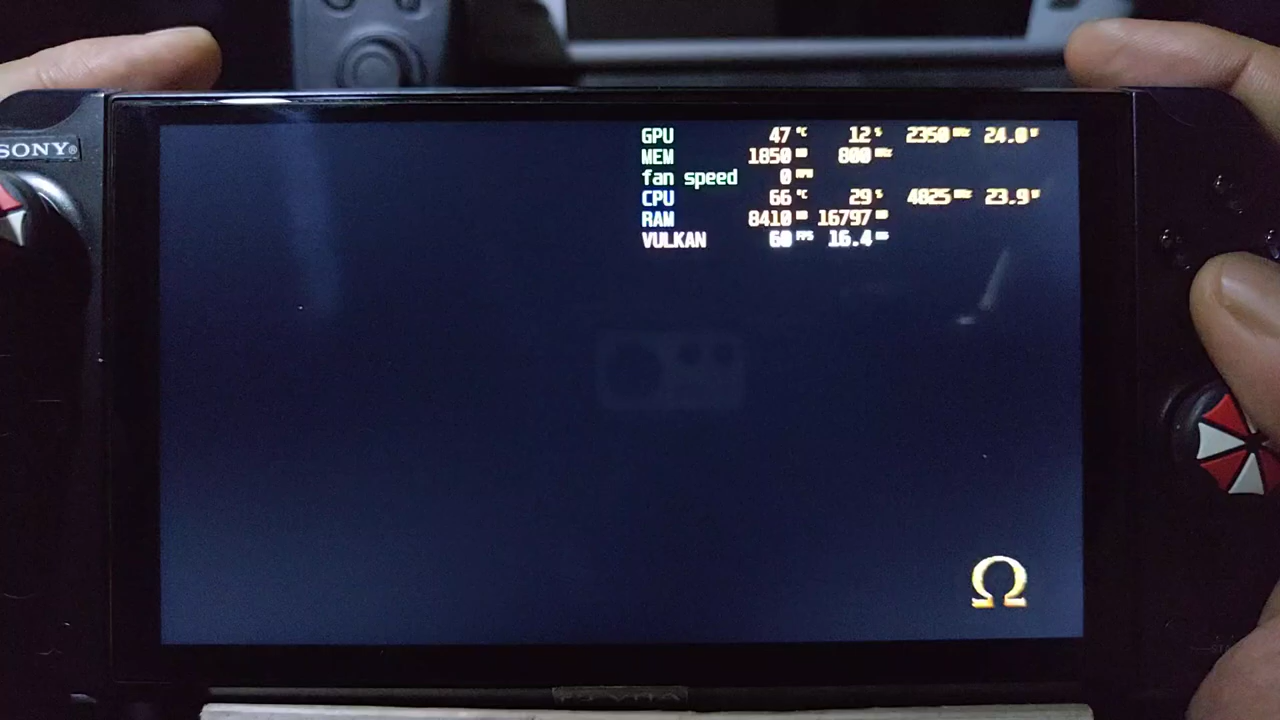 SONY®
GPU 47 °C 12 % 2350 MHz 24.0 W
MEM 1850 MB 800 MHz
fan speed 0 RPM
CPU 66 °C 29 % 4825 MHz 23.9 W
RAM 8410 MB 16797 MB
VULKAN 60 FPS 16.4 ms
Ω